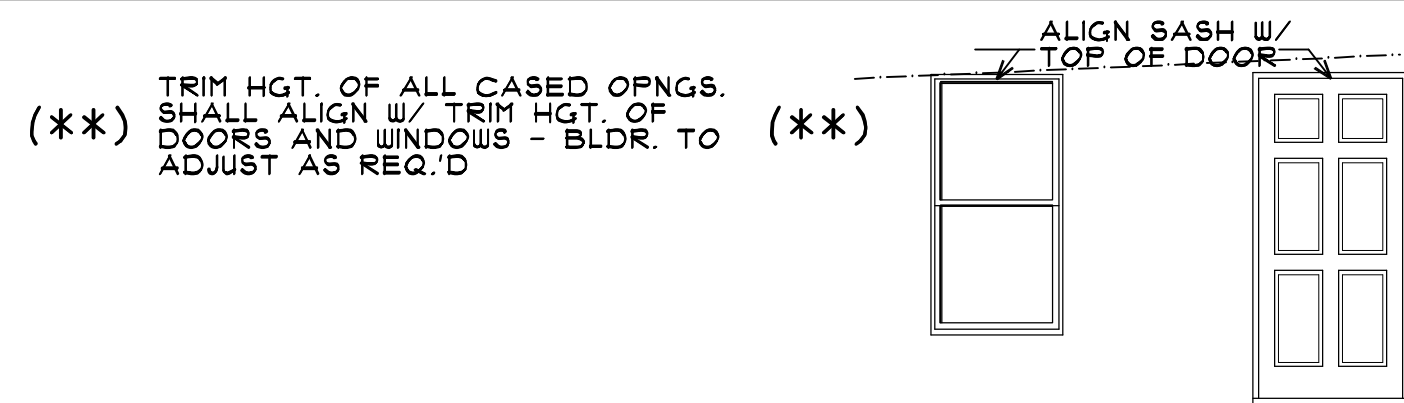 ALIGN SASH W/
TOP OF DOOR
(**)
TRIM HGT. OF ALL CASED OPNGS.
SHALL ALIGN W/ TRIM HGT. OF
DOORS AND WINDOWS - BLDR. TO
ADJUST AS REQ.'D
(**)